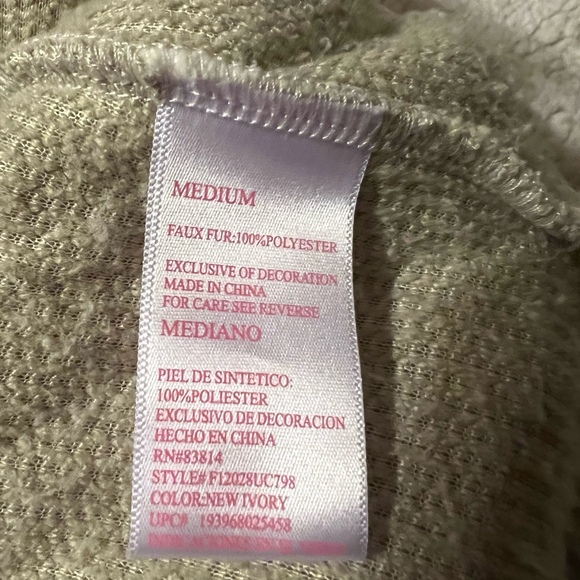 MEDIUM
FAUX FUR:100%POLYESTER
EXCLUSIVE OF DECORATION
MADE IN CHINA
FOR CARE SEE REVERSE
MEDIANO
PIEL DE SINTETICO:
100%POLIESTER
EXCLUSIVO DE DECORACION
HECHO EN CHINA
RN#83814
STYLE# F12028UC798
COLOR:NEW IVORY
UPC# 193968025458